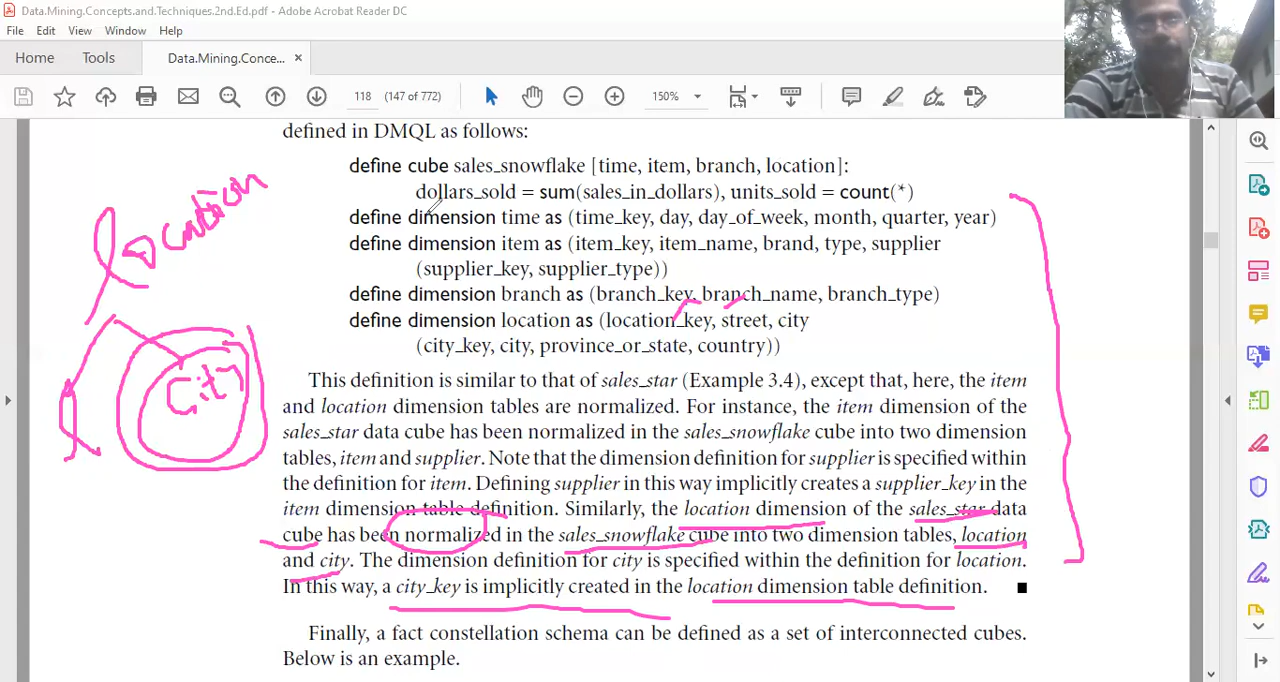 Data.Mining.Concepts.and.Techniques.2nd.Ed.pdf - Adobe Acrobat Reader DC
File Edit View Window Help
Home Tools Data.Mining.Conce... ×
118 (147 of 772) 150%
defined in DMQL as follows:
define cube sales_snowflake [time, item, branch, location]:
dollars_sold = sum(sales_in_dollars), units_sold = count(*)
define dimension time as (time_key, day, day_of_week, month, quarter, year)
define dimension item as (item_key, item_name, brand, type, supplier
(supplier_key, supplier_type))
define dimension branch as (branch_key, branch_name, branch_type)
define dimension location as (location_key, street, city
(city_key, city, province_or_state, country))
This definition is similar to that of sales_star (Example 3.4), except that, here, the item
and location dimension tables are normalized. For instance, the item dimension of the
sales_star data cube has been normalized in the sales_snowflake cube into two dimension
tables, item and supplier. Note that the dimension definition for supplier is specified within
the definition for item. Defining supplier in this way implicitly creates a supplier_key in the
item dimension table definition. Similarly, the location dimension of the sales_star data
cube has been normalized in the sales_snowflake cube into two dimension tables, location
and city. The dimension definition for city is specified within the definition for location.
In this way, a city_key is implicitly created in the location dimension table definition.
Finally, a fact constellation schema can be defined as a set of interconnected cubes.
Below is an example.
location
City